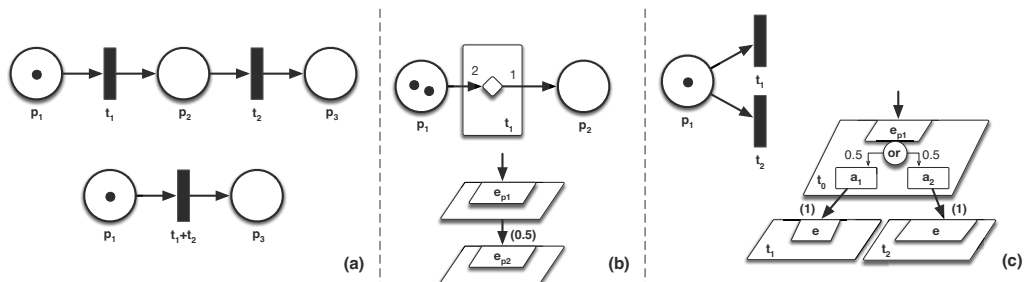 p1 t1 p2 t2 p3
p1 t1+t2 p3
(a)
2 1
p1 t1 p2
ep1
(0.5)
ep2
(b)
t1
p1
t2
ep1
0.5 or 0.5
t0 a1 a2
(1) (1)
e e
t1 t2
(c)